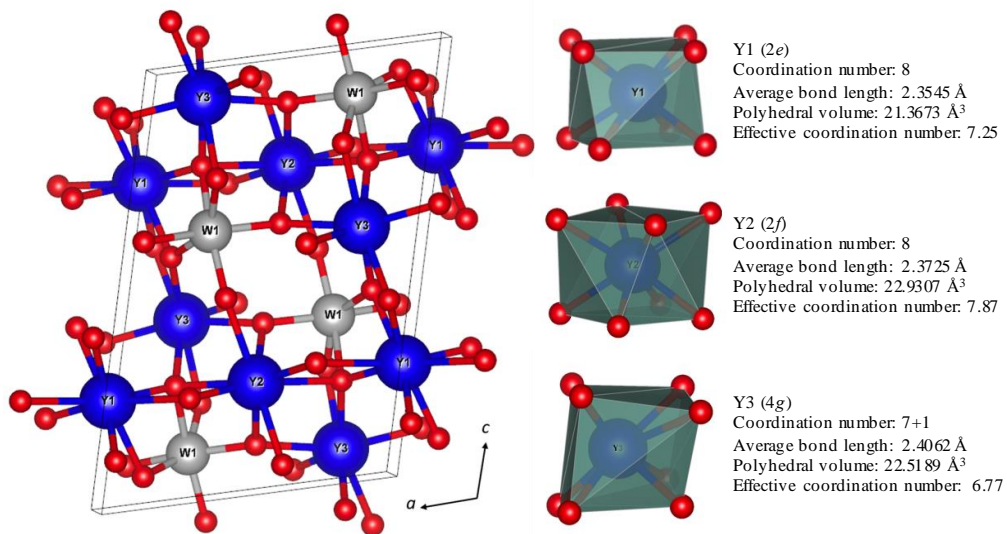 Y3
W1
Y1
Y2
Y1
W1
Y3
Y3
W1
Y1
Y2
Y1
W1
Y3
c
a
Y1
Y1 (2e)
Coordination number: 8
Average bond length: 2.3545 Å
Polyhedral volume: 21.3673 Å³
Effective coordination number: 7.25
Y2
Y2 (2f)
Coordination number: 8
Average bond length: 2.3725 Å
Polyhedral volume: 22.9307 Å³
Effective coordination number: 7.87
Y3
Y3 (4g)
Coordination number: 7+1
Average bond length: 2.4062 Å
Polyhedral volume: 22.5189 Å³
Effective coordination number: 6.77